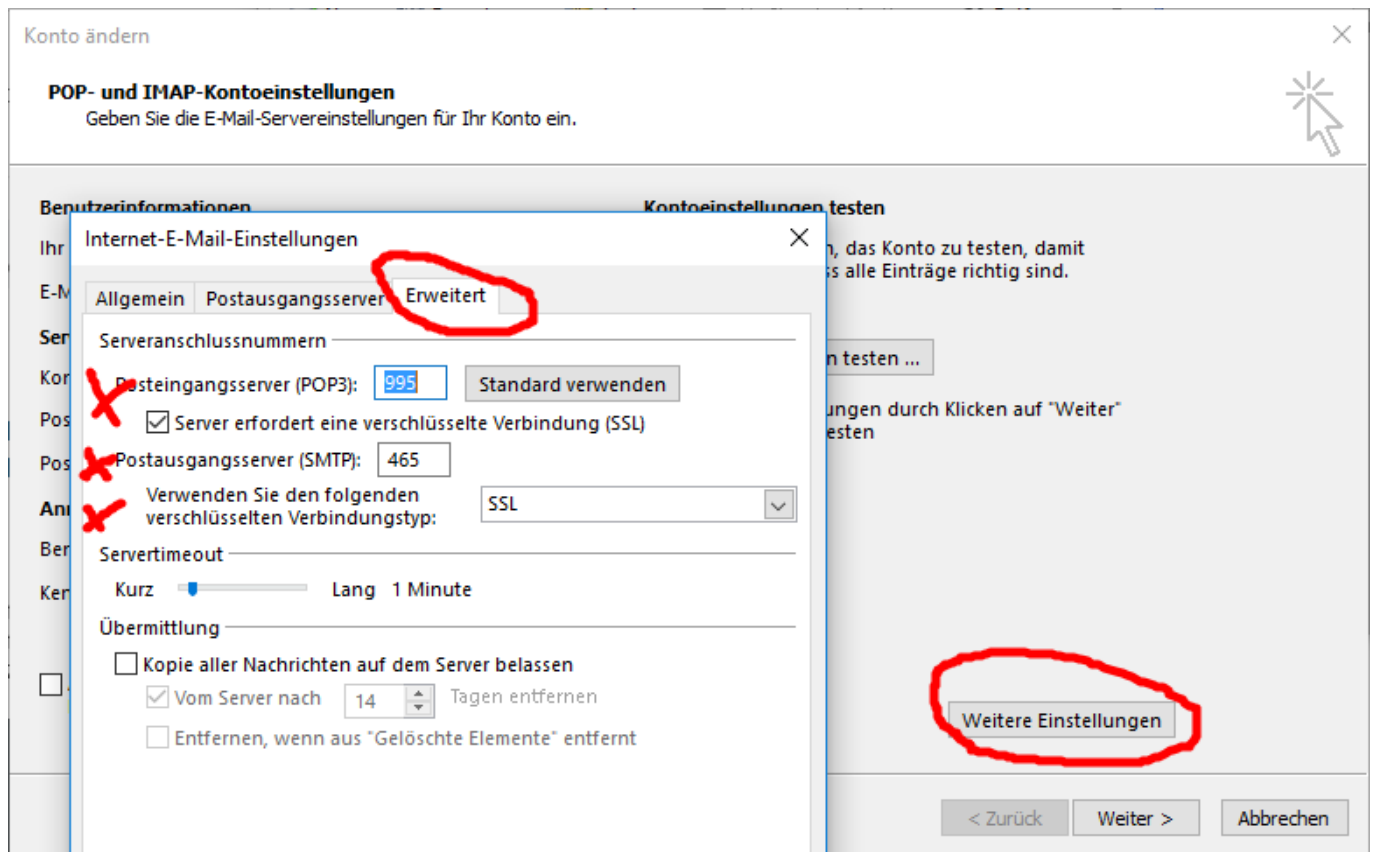 Konto ändern
POP- und IMAP-Kontoeinstellungen
Geben Sie die E-Mail-Servereinstellungen für Ihr Konto ein.
Benutzerinformationen
Kontoeinstellungen testen
Ihr
das Konto zu testen, damit
alle Einträge richtig sind.
Internet-E-Mail-Einstellungen
Allgemein
Postausgangsserver
Erweitert
Serveranschlussnummern
Posteingangsserver (POP3):
995
Standard verwenden
testen ...
Server erfordert eine verschlüsselte Verbindung (SSL)
durch Klicken auf "Weiter"
Postausgangsserver (SMTP):
465
Verwenden Sie den folgenden
verschlüsselten Verbindungstyp:
SSL
Servertimeout
Kurz
Lang
1 Minute
Übermittlung
Kopie aller Nachrichten auf dem Server belassen
Vom Server nach
14
Tagen entfernen
Entfernen, wenn aus "Gelöschte Elemente" entfernt
Weitere Einstellungen
< Zurück
Weiter >
Abbrechen